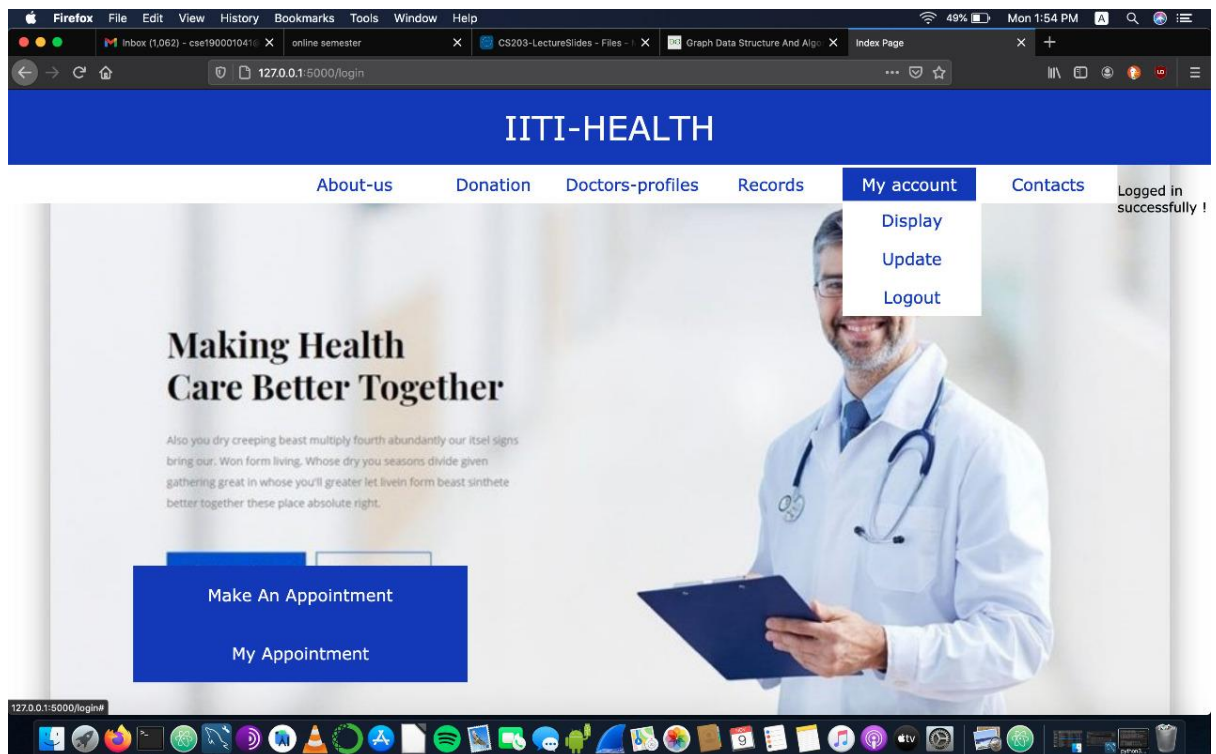 Firefox File Edit View History Bookmarks Tools Window Help 49% Mon 1:54 PM A
Inbox (1,062) - cse190001041@ online semester CS203-LectureSlides - Files - Graph Data Structure And Algo Index Page
127.0.0.1:5000/login
IITI-HEALTH
About-us Donation Doctors-profiles Records My account Contacts
Logged in
successfully !
Display
Update
Logout
Making Health
Care Better Together
Also you dry creeping beast multiply fourth abundantly our itsel signs
bring our. Won form living. Whose dry you seasons divide given
gathering great in whose you'll greater let livein form beast sinthete
better together these place absolute right.
Make An Appointment
My Appointment
127.0.0.1:5000/login#
9
tv